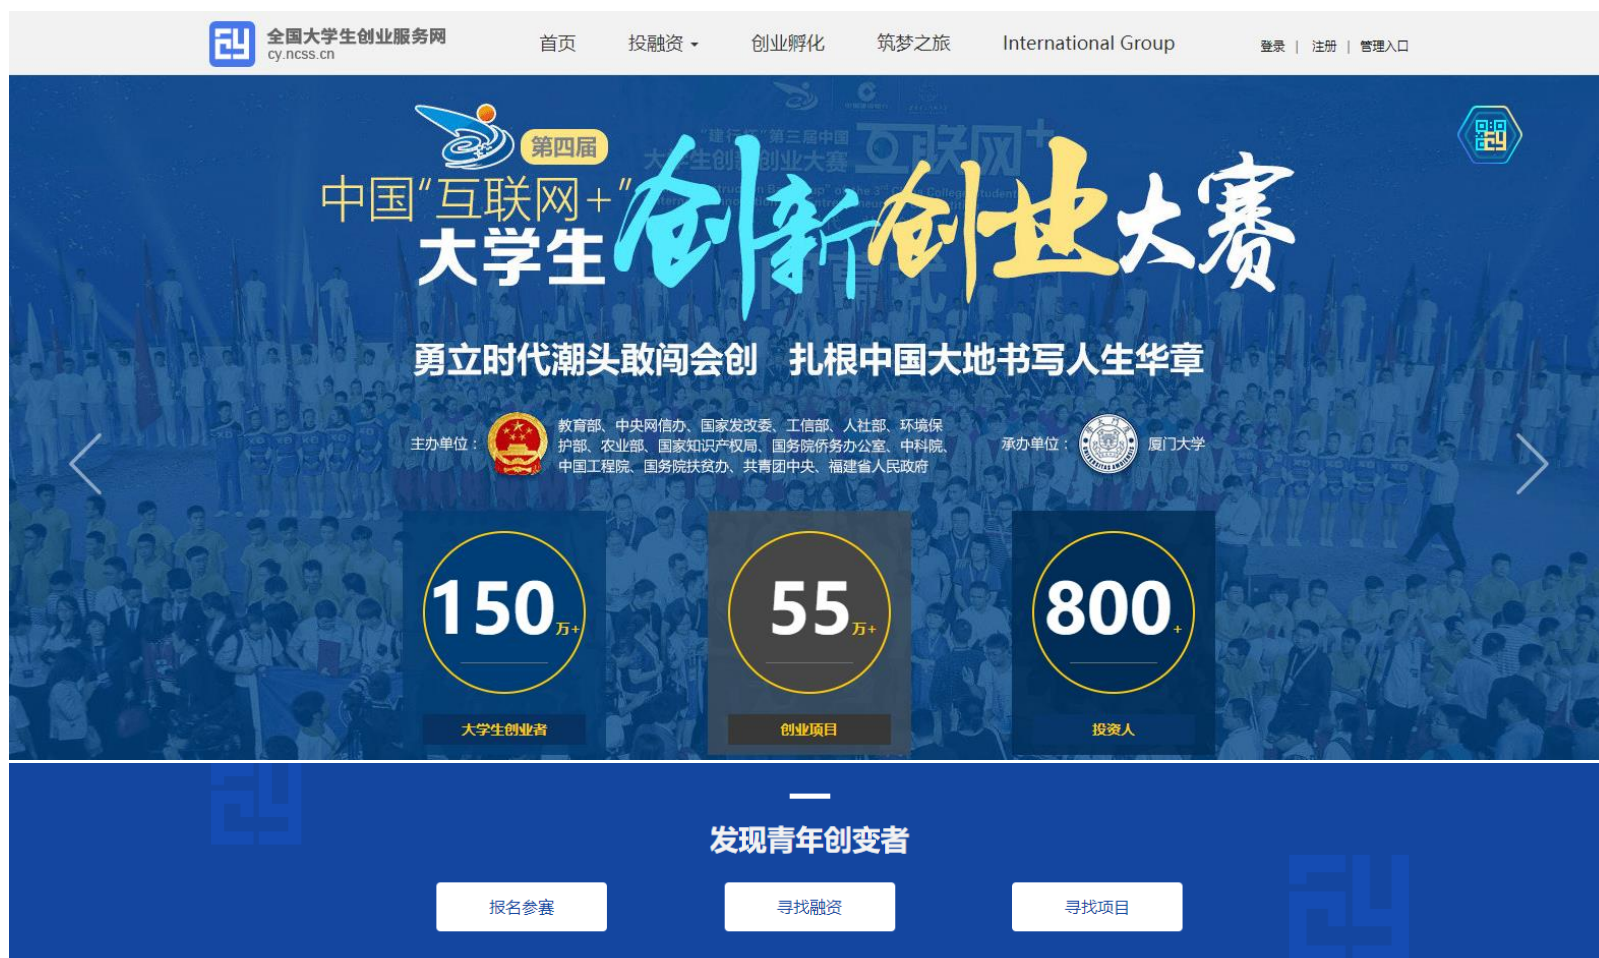 全国大学生创业服务网
cy.ncss.cn
首页 投融资 创业孵化 筑梦之旅 International Group 登录 | 注册 | 管理入口
第四届
中国“互联网+”
大学生创新创业大赛
勇立时代潮头敢闯会创 扎根中国大地书写人生华章
主办单位：
教育部、中央网信办、国家发改委、工信部、人社部、环境保
护部、农业部、国家知识产权局、国务院侨务办公室、中科院、
中国工程院、国务院扶贫办、共青团中央、福建省人民政府
承办单位：
厦门大学
150万+
大学生创业者
55万+
创业项目
800+
投资人
发现青年创变者
报名参赛 寻找融资 寻找项目